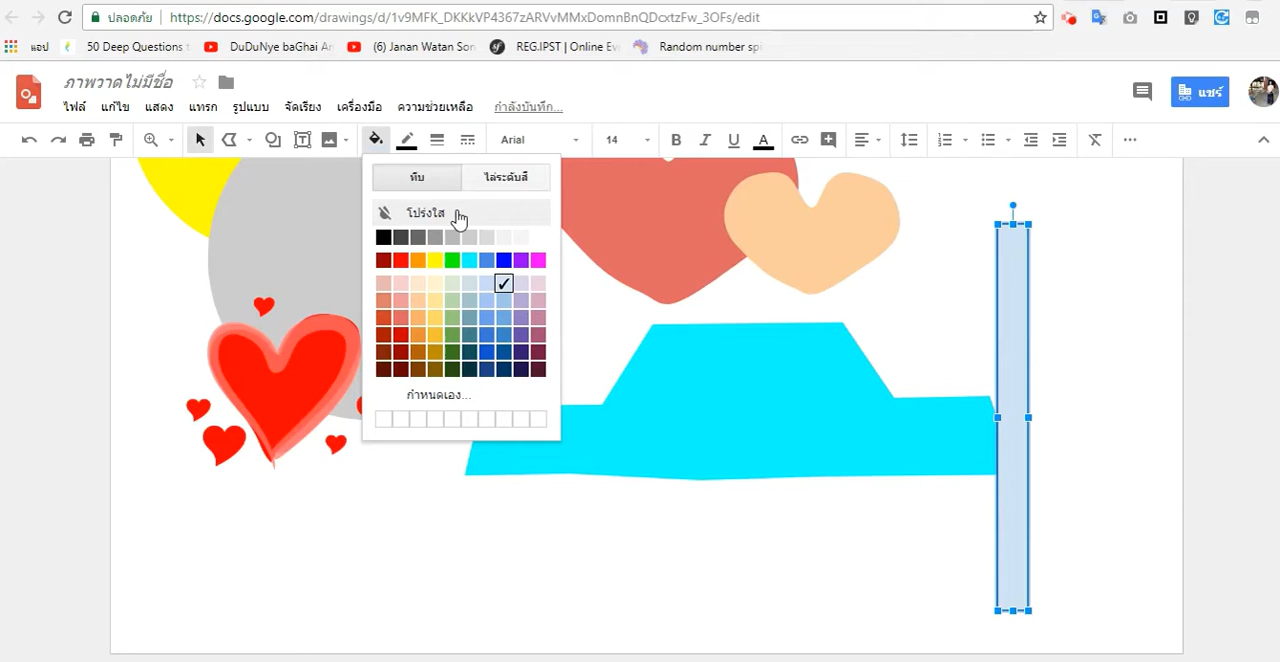 ปลอดภัย https://docs.google.com/drawings/d/1v9MFK_DKKkVP4367zARVvMMxDomnBnQDcxtzFw_3OFs/edit
แอป 50 Deep Questions t DuDuNye baGhai An (6) Janan Watan Son REG.IPST | Online Ev Random number spi
ภาพวาดไม่มีชื่อ
ไฟล์ แก้ไข แสดง แทรก รูปแบบ จัดเรียง เครื่องมือ ความช่วยเหลือ กำลังบันทึก... แชร์
Arial 14 B I U A
ทึบ ไล่ระดับสี
โปร่งใส
กำหนดเอง...